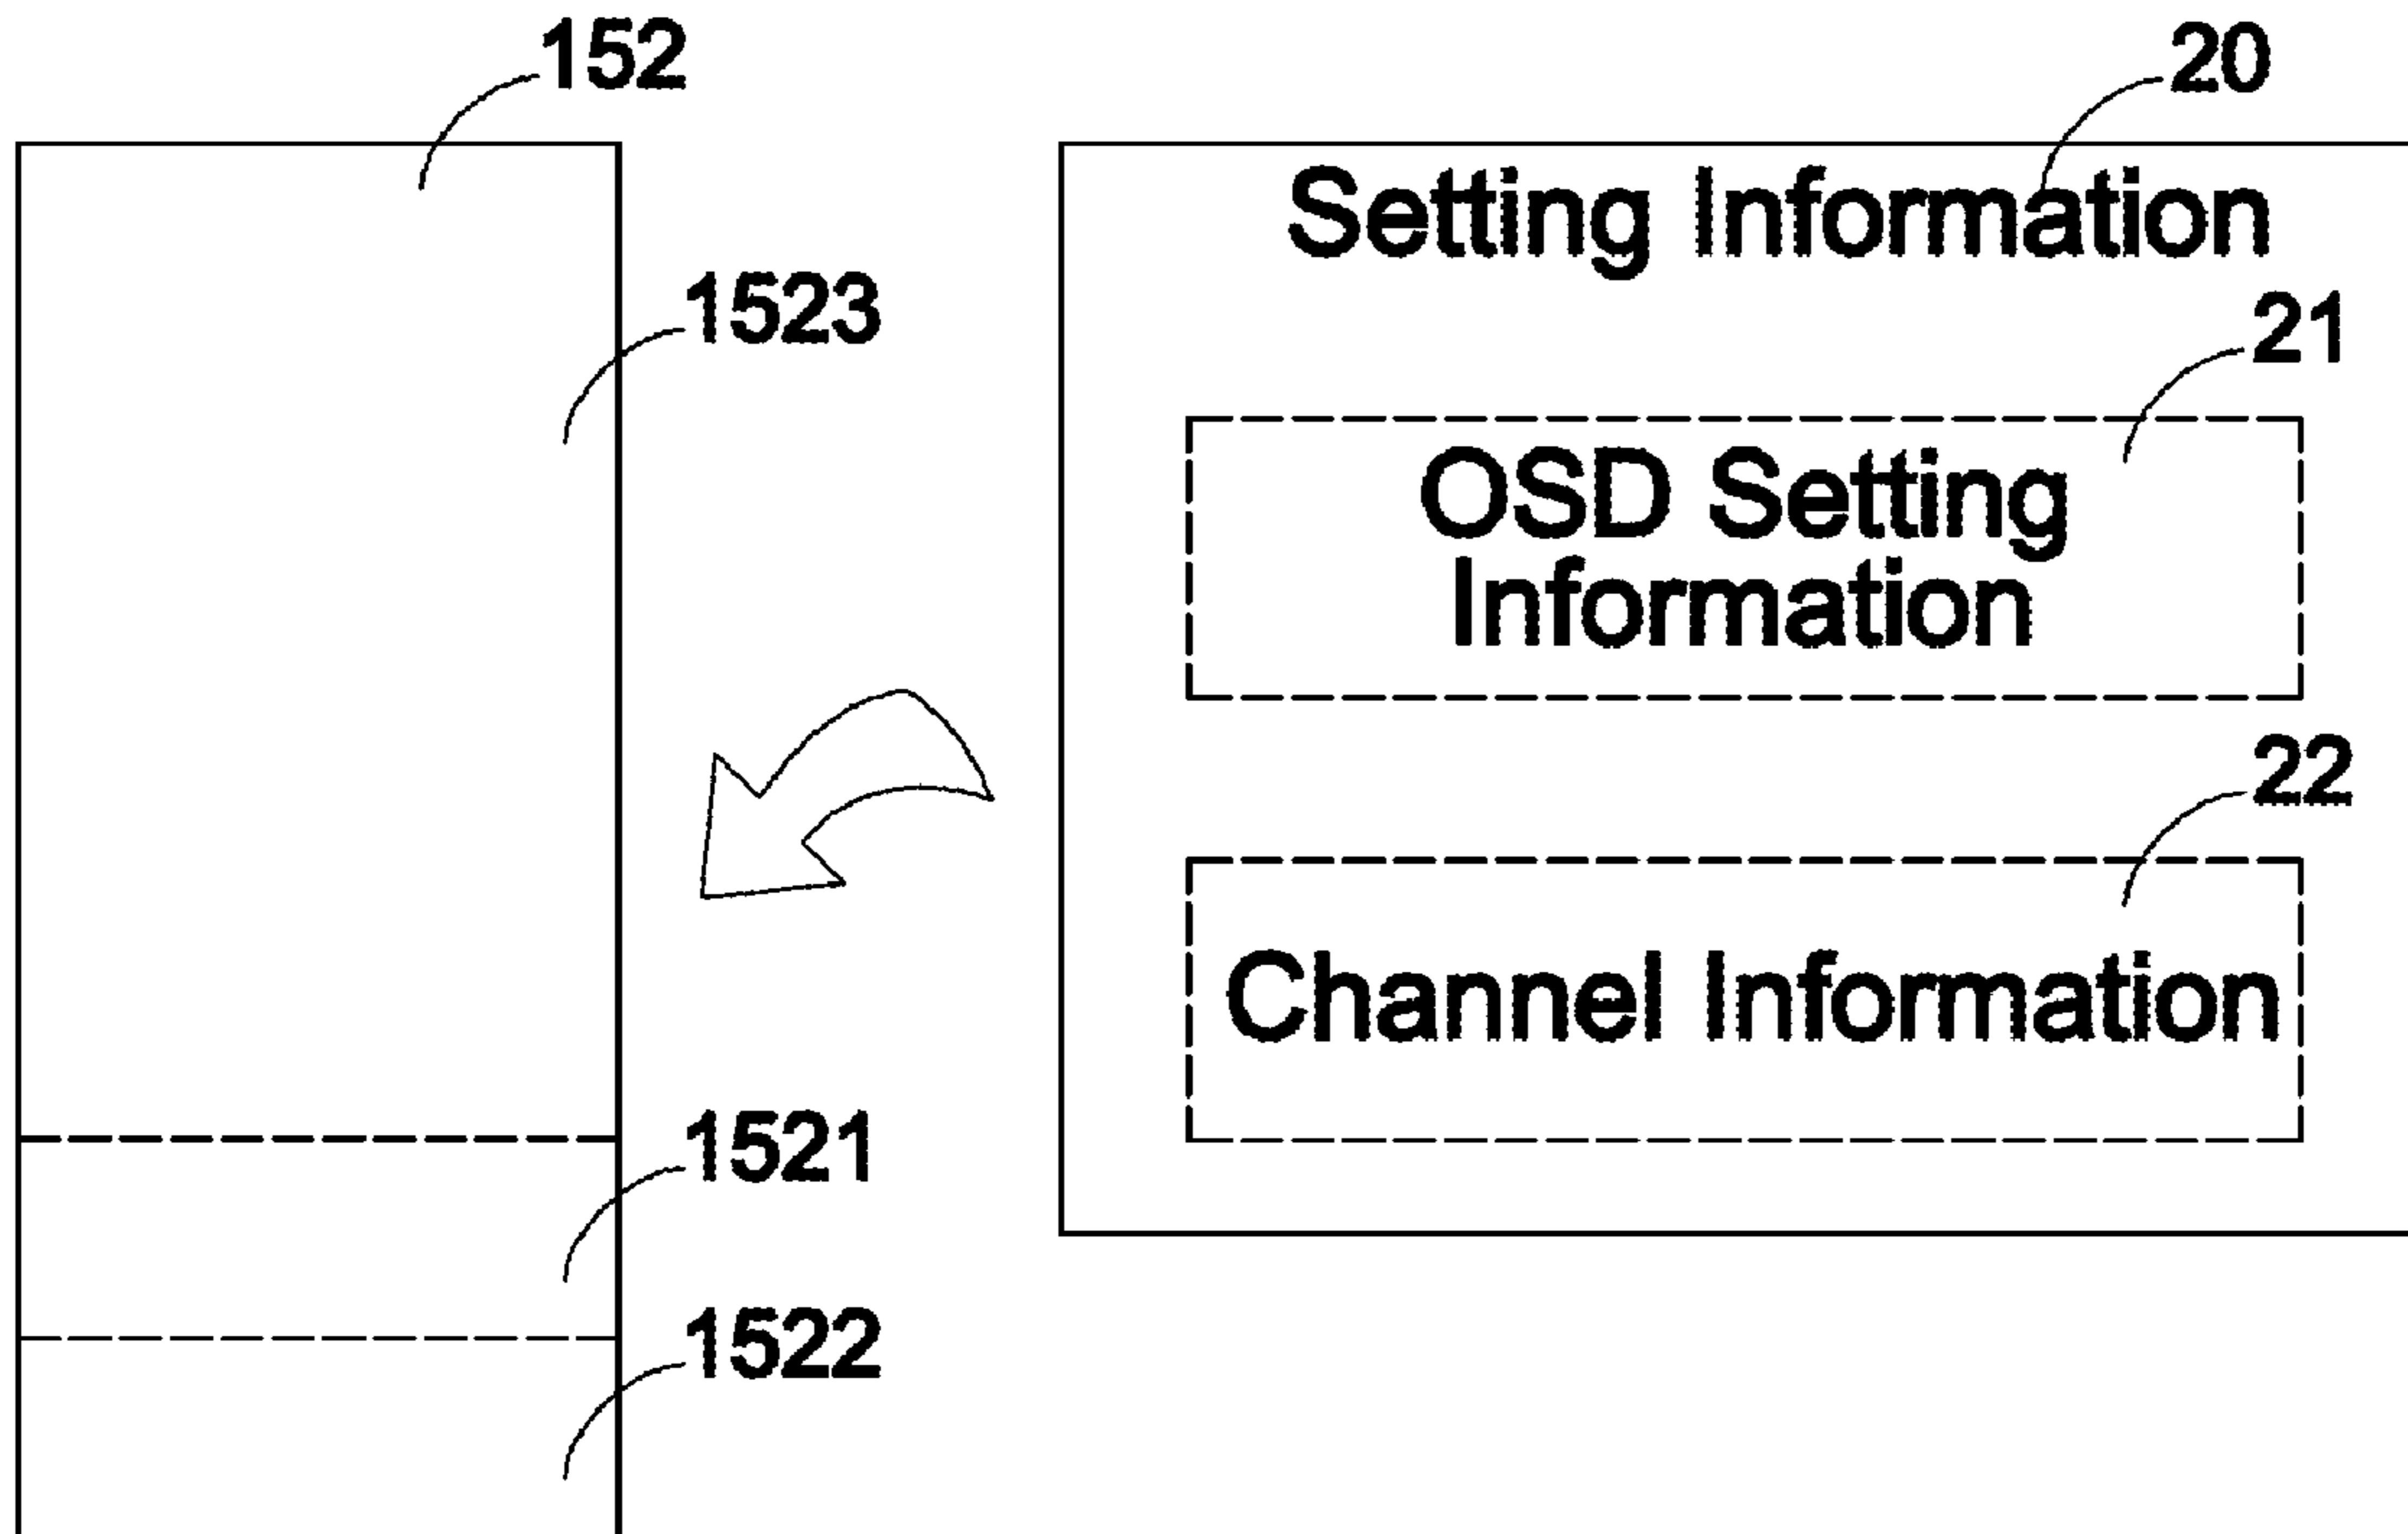 152
20
Setting Information
1523
21
OSD Setting
Information
22
Channel Information
1521
1522